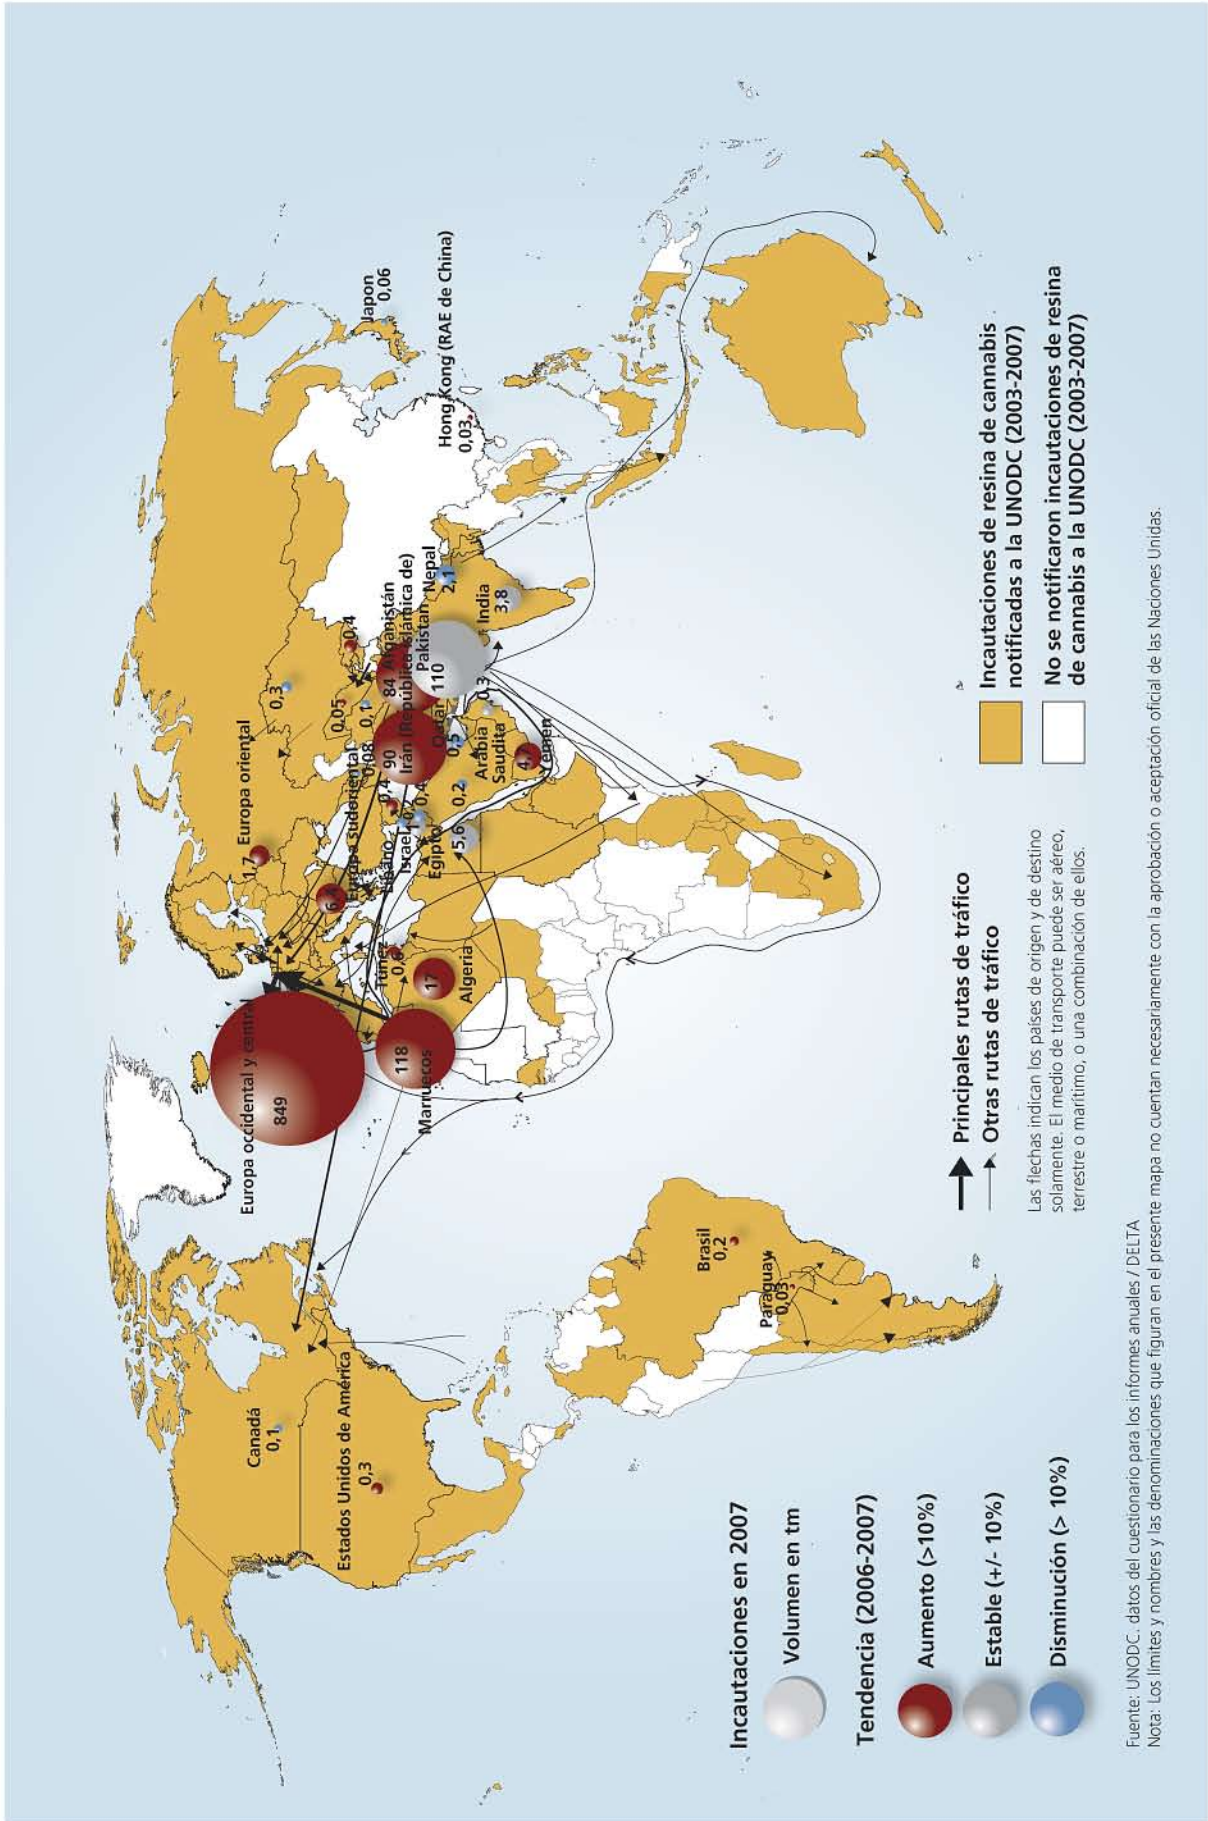 Canadá
0,1
Estados Unidos de América
0,3
Brasil
0,2
Paraguay
0,03
Europa occidental y central
849
118
Marruecos
Túnez
0,6
17
Algeria
1,7
Europa oriental
Europa sudoriental
Líbano
Israel
Egipto
5,6
0,4
0,2
0,08
0,1
0,05
0,3
0,4
90
Irán (República Islámica de)
84
Afganistán
Pakistán
110
Qatar
0,5
0,3
Arabia
Saudita
4,7
Yemen
Nepal
2,1
India
3,8
Hong Kong (RAE de China)
0,03
Japon
0,06
Incautaciones en 2007
Volumen en tm
Tendencia (2006-2007)
Aumento (>10%)
Estable (+/- 10%)
Disminución (> 10%)
Principales rutas de tráfico
Otras rutas de tráfico
Las flechas indican los países de origen y de destino
solamente. El medio de transporte puede ser aéreo,
terrestre o marítimo, o una combinación de ellos.
Incautaciones de resina de cannabis
notificadas a la UNODC (2003-2007)
No se notificaron incautaciones de resina
de cannabis a la UNODC (2003-2007)
Fuente: UNODC. datos del cuestionario para los informes anuales / DELTA
Nota: Los límites y nombres y las denominaciones que figuran en el presente mapa no cuentan necesariamente con la aprobación o aceptación oficial de las Naciones Unidas.